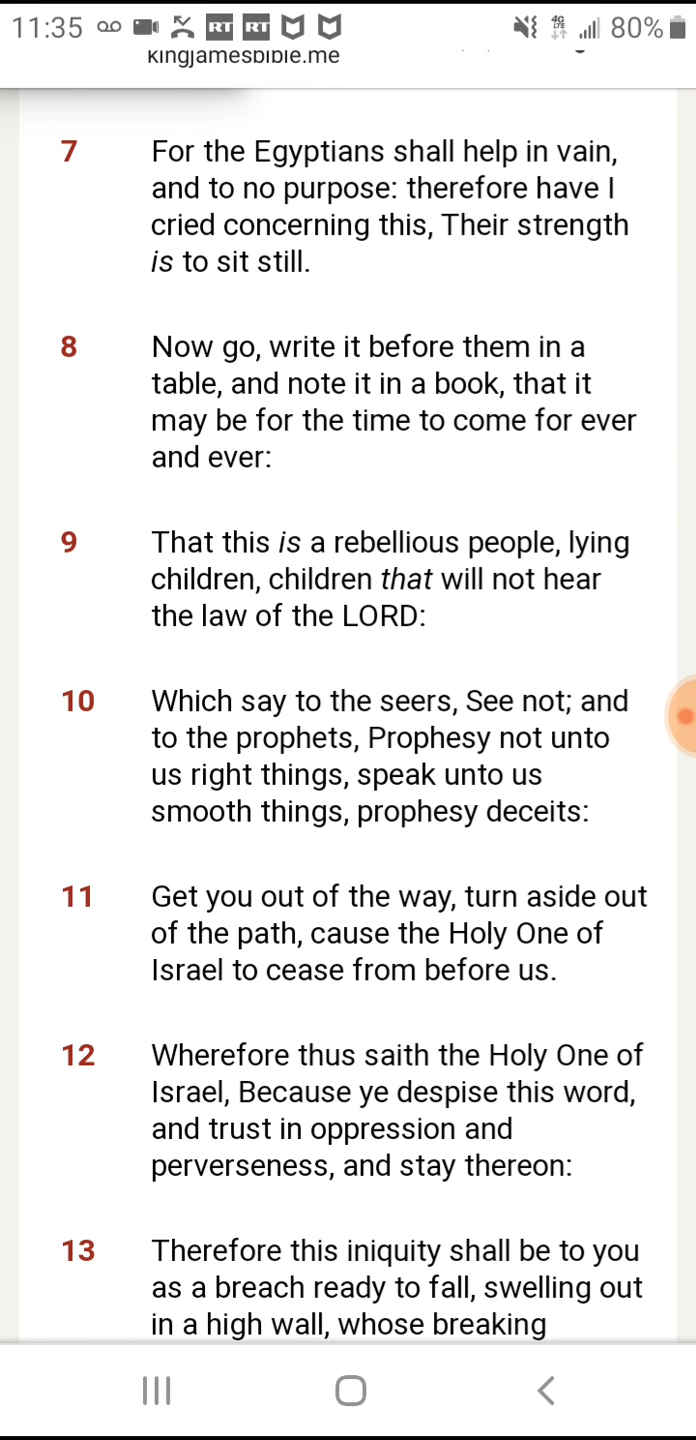 11:35 RT RT 4G LTE 80%
kingjamesbible.me
7 For the Egyptians shall help in vain,
and to no purpose: therefore have I
cried concerning this, Their strength
is to sit still.
8 Now go, write it before them in a
table, and note it in a book, that it
may be for the time to come for ever
and ever:
9 That this is a rebellious people, lying
children, children that will not hear
the law of the LORD:
10 Which say to the seers, See not; and
to the prophets, Prophesy not unto
us right things, speak unto us
smooth things, prophesy deceits:
11 Get you out of the way, turn aside out
of the path, cause the Holy One of
Israel to cease from before us.
12 Wherefore thus saith the Holy One of
Israel, Because ye despise this word,
and trust in oppression and
perverseness, and stay thereon:
13 Therefore this iniquity shall be to you
as a breach ready to fall, swelling out
in a high wall, whose breaking